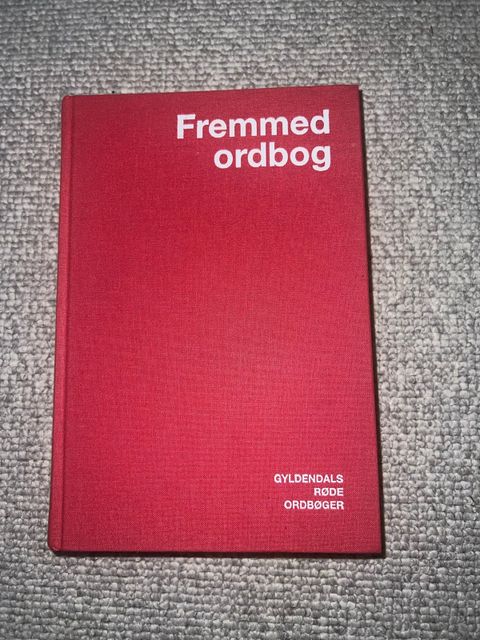 Fremmed
ordbog
GYLDENDALS
RØDE
ORDBØGER